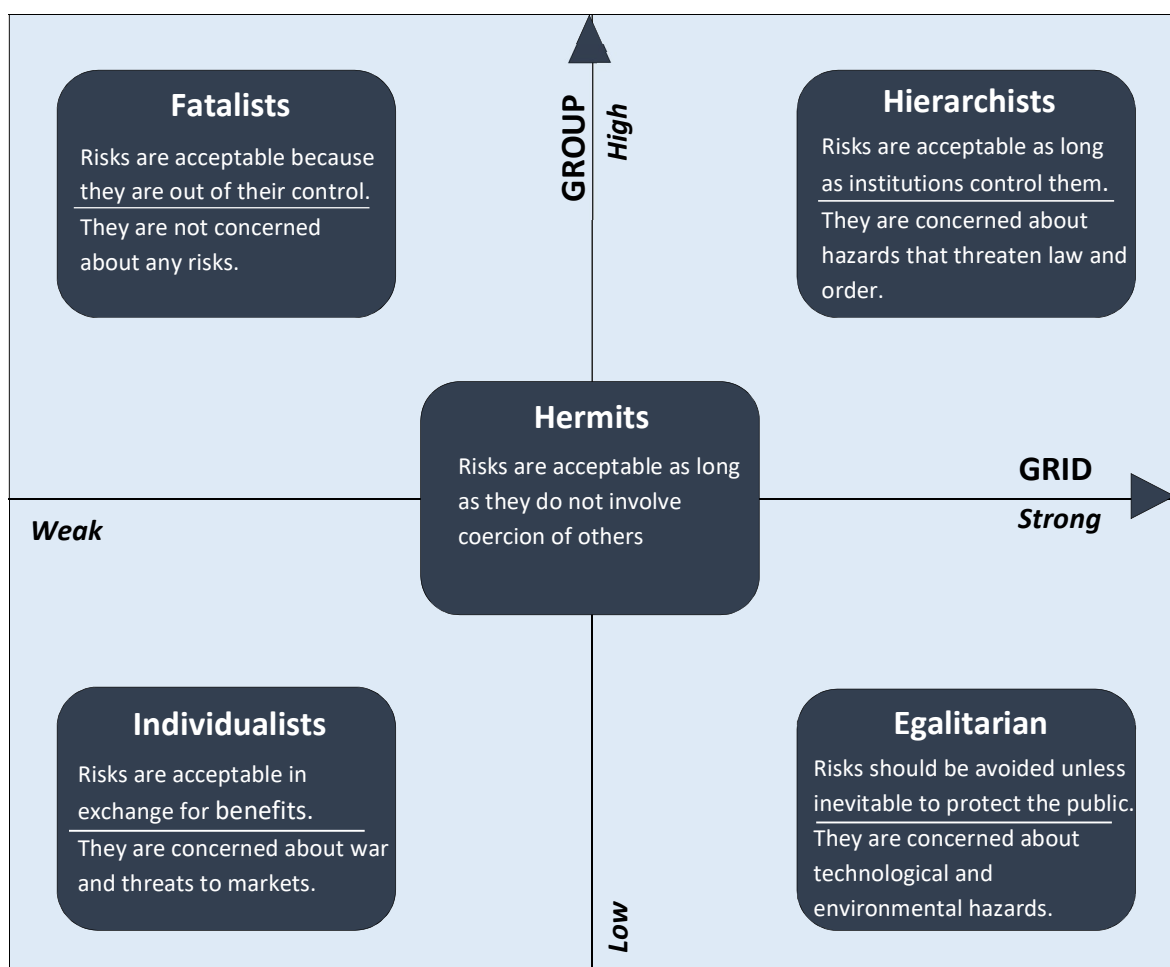 Fatalists
Risks are acceptable because
they are out of their control.
They are not concerned
about any risks.
GROUP
High
Hierarchists
Risks are acceptable as long
as institutions control them.
They are concerned about
hazards that threaten law and
order.
Hermits
Risks are acceptable as long
as they do not involve
coercion of others
Weak
GRID
Strong
Individualists
Risks are acceptable in
exchange for benefits.
They are concerned about war
and threats to markets.
Low
Egalitarian
Risks should be avoided unless
inevitable to protect the public.
They are concerned about
technological and
environmental hazards.